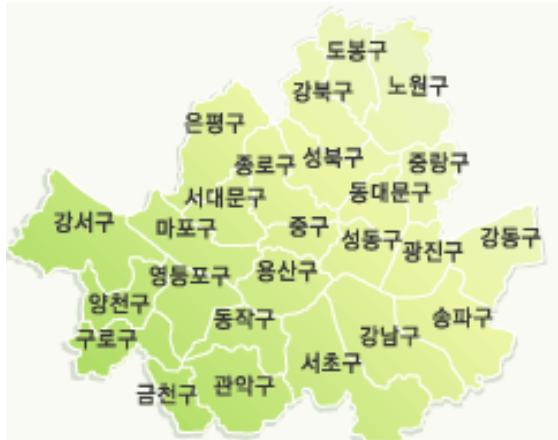 도봉구
강북구
노원구
은평구
종로구
성북구
중랑구
서대문구
동대문구
강서구
마포구
중구
성동구
광진구
강동구
영등포구
용산구
양천구
동작구
송파구
구로구
강남구
서초구
금천구
관악구